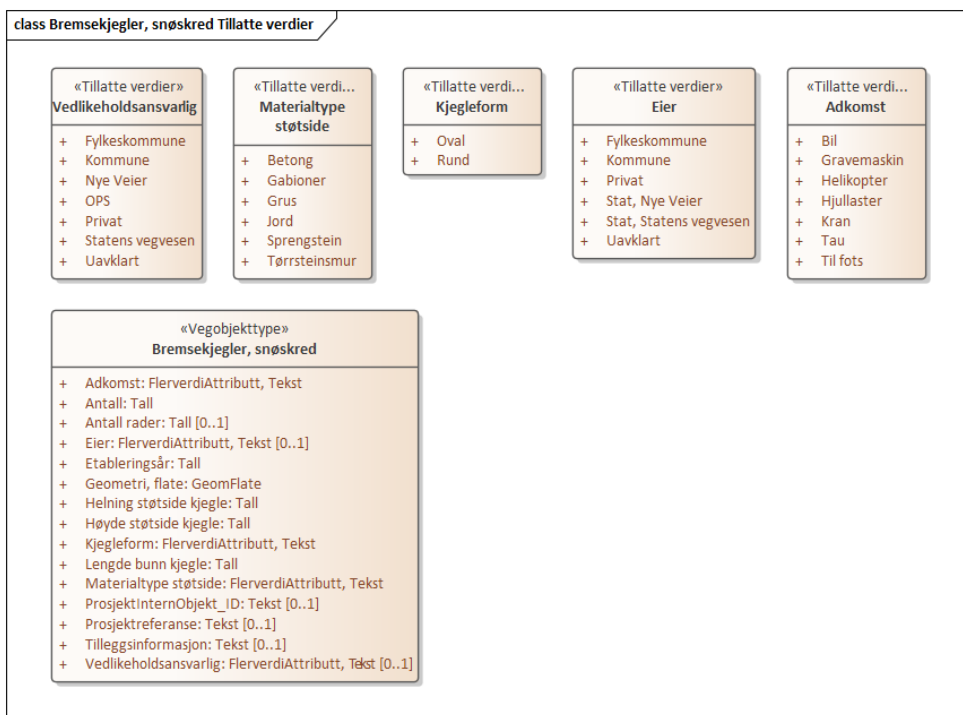 class Bremsekjegler, snøskred Tillatte verdier
«Tillatte verdier»
Vedlikeholdsansvarlig
+ Fylkeskommune
+ Kommune
+ Nye Veier
+ OPS
+ Privat
+ Statens vegvesen
+ Uavklart
«Tillatte verdi...
Materialtype
støtside
+ Betong
+ Gabioner
+ Grus
+ Jord
+ Sprengstein
+ Tørrsteinsmur
«Tillatte verdi...
Kjegleform
+ Oval
+ Rund
«Tillatte verdier»
Eier
+ Fylkeskommune
+ Kommune
+ Privat
+ Stat, Nye Veier
+ Stat, Statens vegvesen
+ Uavklart
«Tillatte verdi...
Adkomst
+ Bil
+ Gravemaskin
+ Helikopter
+ Hjullaster
+ Kran
+ Tau
+ Til fots
«Vegobjekttype»
Bremsekjegler, snøskred
+ Adkomst: FlerverdiAttributt, Tekst
+ Antall: Tall
+ Antall rader: Tall [0..1]
+ Eier: FlerverdiAttributt, Tekst [0..1]
+ Etableringsår: Tall
+ Geometri, flate: GeomFlate
+ Helning støtside kjegle: Tall
+ Høyde støtside kjegle: Tall
+ Kjegleform: FlerverdiAttributt, Tekst
+ Lengde bunn kjegle: Tall
+ Materialtype støtside: FlerverdiAttributt, Tekst
+ ProsjektInternObjekt_ID: Tekst [0..1]
+ Prosjektreferanse: Tekst [0..1]
+ Tilleggsinformasjon: Tekst [0..1]
+ Vedlikeholdsansvarlig: FlerverdiAttributt, Tekst [0..1]